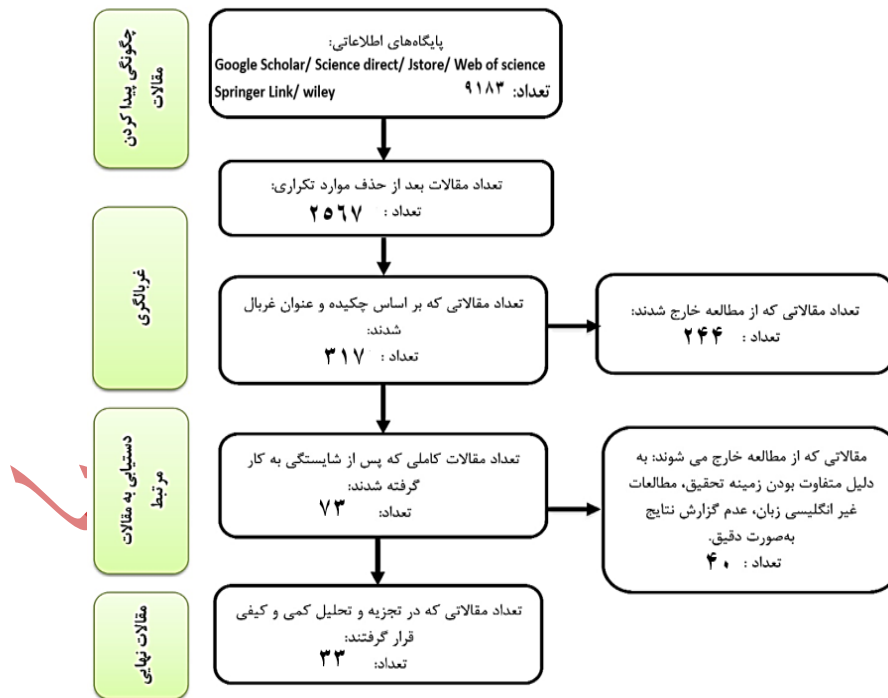 چگونگی پیدا کردن
مقالات
پایگاه‌های اطلاعاتی:
Google Scholar/ Science direct/ Jstore/ Web of science
Springer Link/ wiley تعداد: ۹۱۸۳
تعداد مقالات بعد از حذف موارد تکراری:
تعداد : ۲۵۶۷
غربالگری
تعداد مقالاتی که بر اساس چکیده و عنوان غربال
شدند:
تعداد : ۳۱۷
تعداد مقالاتی که از مطالعه خارج شدند:
تعداد : ۲۴۴
دستیابی به مقالات
مرتبط
تعداد مقالات کاملی که پس از شایستگی به کار
گرفته شدند:
تعداد: ۷۳
مقالاتی که از مطالعه خارج می شوند: به
دلیل متفاوت بودن زمینه تحقیق، مطالعات
غیر انگلیسی زبان، عدم گزارش نتایج
به‌صورت دقیق.
تعداد : ۴۰
مقالات نهایی
تعداد مقالاتی که در تجزیه و تحلیل کمی و کیفی
قرار گرفتند:
تعداد: ۳۳